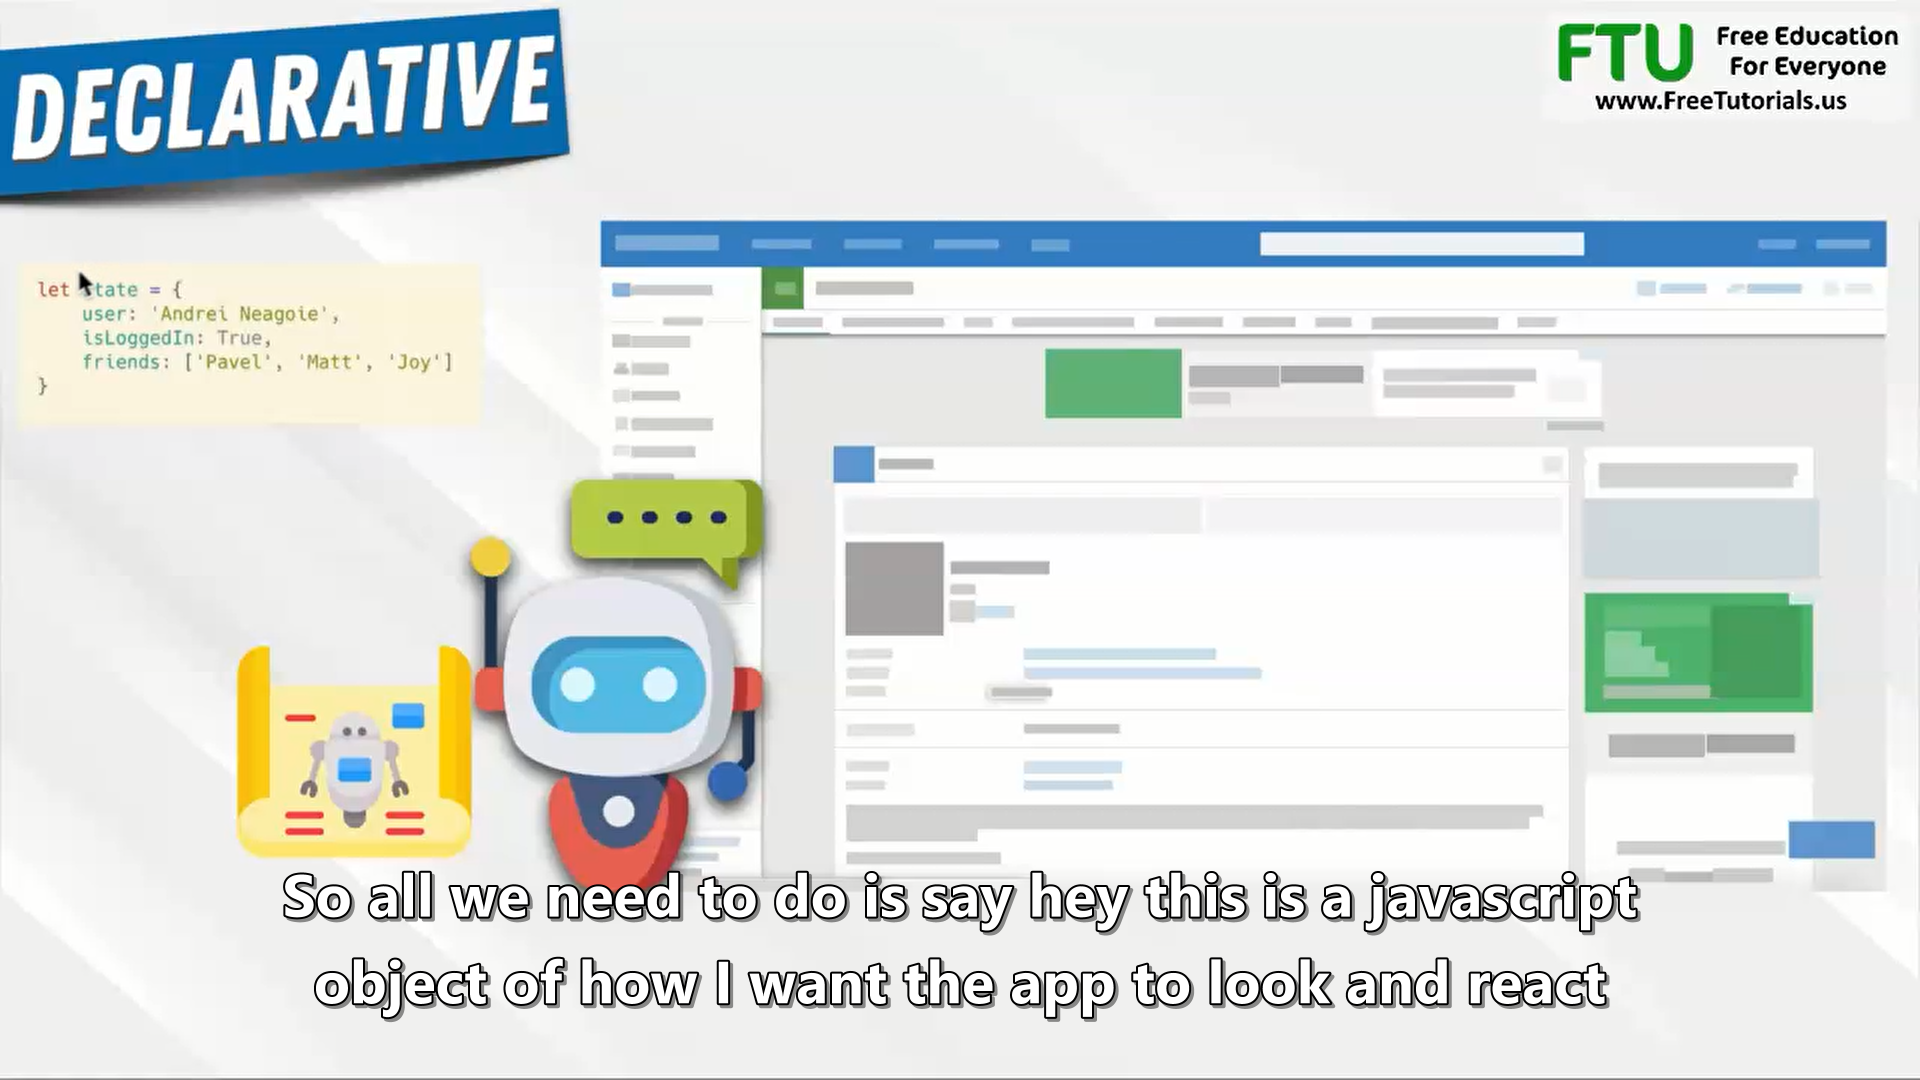 DECLARATIVE
FTU Free Education
For Everyone
www.FreeTutorials.us
let state = {
user: 'Andrei Neagoie',
isLoggedIn: True,
friends: ['Pavel', 'Matt', 'Joy']
}
So all we need to do is say hey this is a javascript
object of how I want the app to look and react